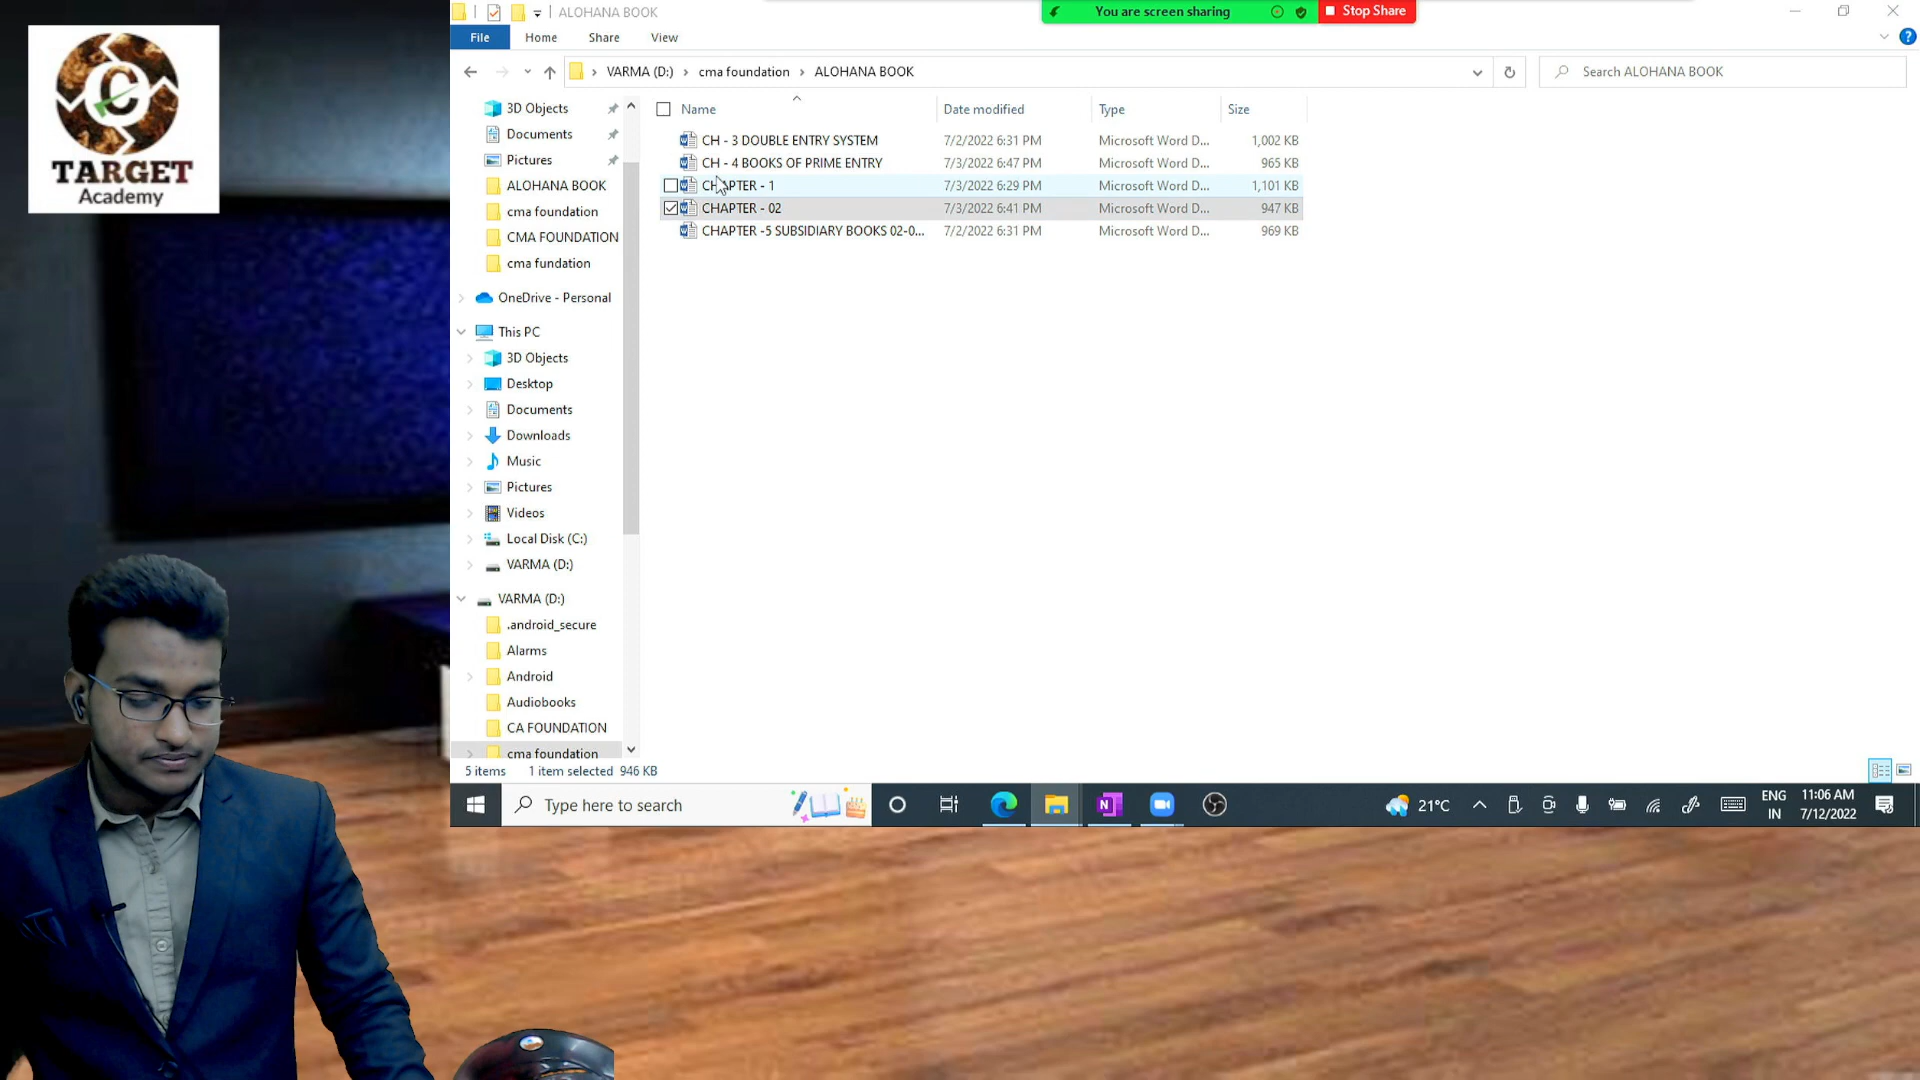 C
TARGET
Academy
ALOHANA BOOK
You are screen sharing
Stop Share
File Home Share View
VARMA (D:) › cma foundation › ALOHANA BOOK
Search ALOHANA BOOK
Name Date modified Type Size
CH - 3 DOUBLE ENTRY SYSTEM 7/2/2022 6:31 PM Microsoft Word D... 1,002 KB
CH - 4 BOOKS OF PRIME ENTRY 7/3/2022 6:47 PM Microsoft Word D... 965 KB
CHAPTER - 1 7/3/2022 6:29 PM Microsoft Word D... 1,101 KB
CHAPTER - 02 7/3/2022 6:41 PM Microsoft Word D... 947 KB
CHAPTER -5 SUBSIDIARY BOOKS 02-0... 7/2/2022 6:31 PM Microsoft Word D... 969 KB
3D Objects
Documents
Pictures
ALOHANA BOOK
cma foundation
CMA FOUNDATION
cma fundation
OneDrive - Personal
This PC
3D Objects
Desktop
Documents
Downloads
Music
Pictures
Videos
Local Disk (C:)
VARMA (D:)
VARMA (D:)
.android_secure
Alarms
Android
Audiobooks
CA FOUNDATION
cma foundation
5 items 1 item selected 946 KB
Type here to search
21°C
ENG
IN
11:06 AM
7/12/2022